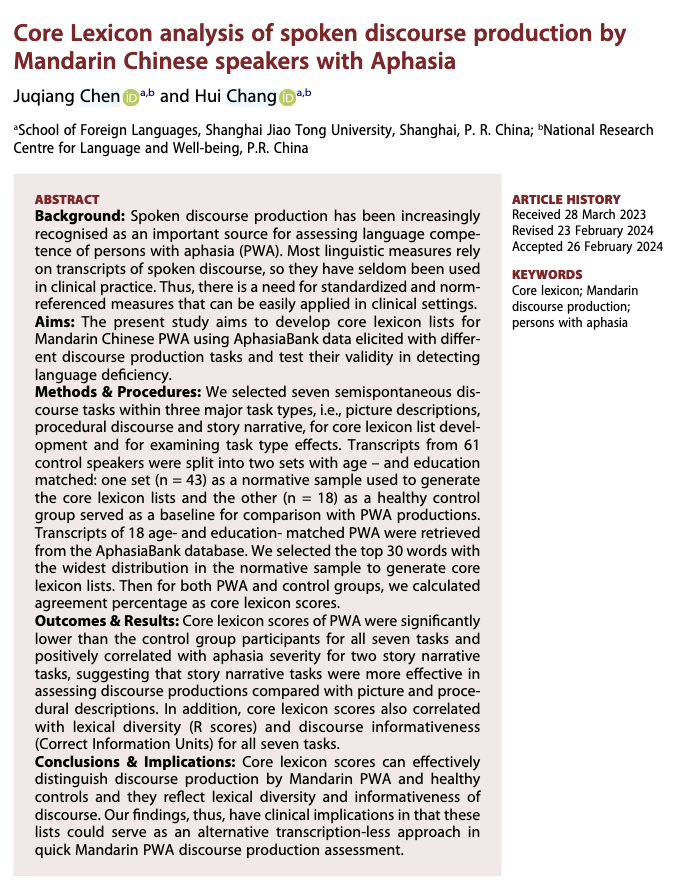 Core Lexicon analysis of spoken discourse production by
Mandarin Chinese speakers with Aphasia
Juqiang Chen iD a,b and Hui Chang iD a,b
aSchool of Foreign Languages, Shanghai Jiao Tong University, Shanghai, P. R. China; bNational Research
Centre for Language and Well-being, P.R. China
ABSTRACT
Background: Spoken discourse production has been increasingly
recognised as an important source for assessing language compe-
tence of persons with aphasia (PWA). Most linguistic measures rely
on transcripts of spoken discourse, so they have seldom been used
in clinical practice. Thus, there is a need for standardized and norm-
referenced measures that can be easily applied in clinical settings.
Aims: The present study aims to develop core lexicon lists for
Mandarin Chinese PWA using AphasiaBank data elicited with differ-
ent discourse production tasks and test their validity in detecting
language deficiency.
Methods & Procedures: We selected seven semispontaneous dis-
course tasks within three major task types, i.e., picture descriptions,
procedural discourse and story narrative, for core lexicon list devel-
opment and for examining task type effects. Transcripts from 61
control speakers were split into two sets with age – and education
matched: one set (n = 43) as a normative sample used to generate
the core lexicon lists and the other (n = 18) as a healthy control
group served as a baseline for comparison with PWA productions.
Transcripts of 18 age- and education- matched PWA were retrieved
from the AphasiaBank database. We selected the top 30 words with
the widest distribution in the normative sample to generate core
lexicon lists. Then for both PWA and control groups, we calculated
agreement percentage as core lexicon scores.
Outcomes & Results: Core lexicon scores of PWA were significantly
lower than the control group participants for all seven tasks and
positively correlated with aphasia severity for two story narrative
tasks, suggesting that story narrative tasks were more effective in
assessing discourse productions compared with picture and proce-
dural descriptions. In addition, core lexicon scores also correlated
with lexical diversity (R scores) and discourse informativeness
(Correct Information Units) for all seven tasks.
Conclusions & Implications: Core lexicon scores can effectively
distinguish discourse production by Mandarin PWA and healthy
controls and they reflect lexical diversity and informativeness of
discourse. Our findings, thus, have clinical implications in that these
lists could serve as an alternative transcription-less approach in
quick Mandarin PWA discourse production assessment.
ARTICLE HISTORY
Received 28 March 2023
Revised 23 February 2024
Accepted 26 February 2024
KEYWORDS
Core lexicon; Mandarin
discourse production;
persons with aphasia